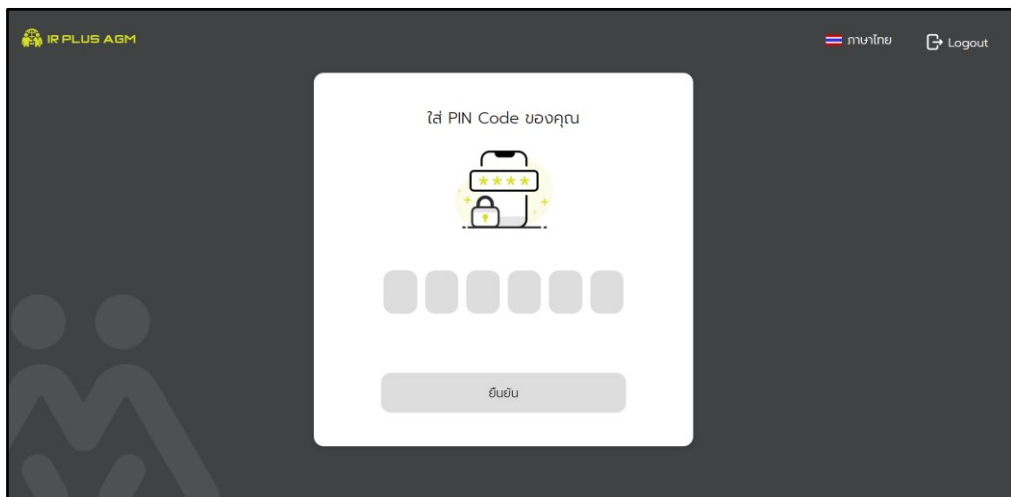 IR PLUS AGM
ภาษาไทย
Logout
ใส่ PIN Code ของคุณ
****
ยืนยัน